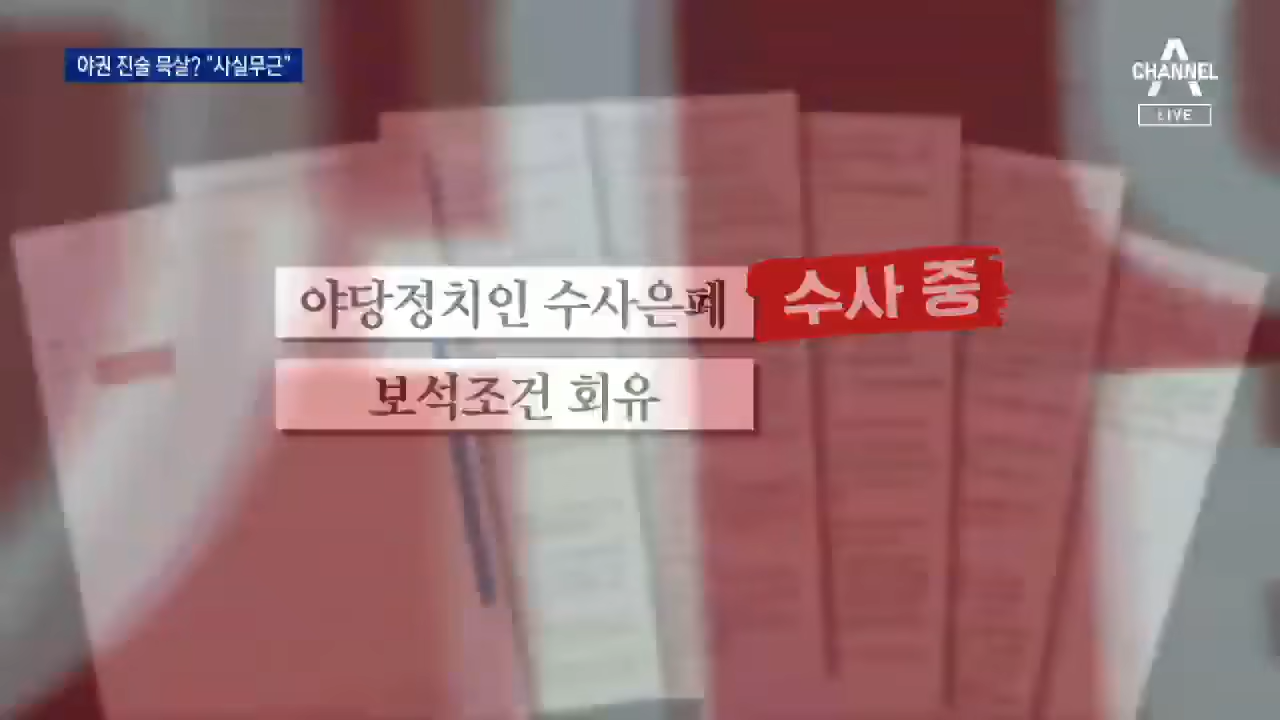 야권 진술 묵살? "사실무근"
CHANNEL A
LIVE
야당정치인 수사은폐
수사 중
보석조건 회유